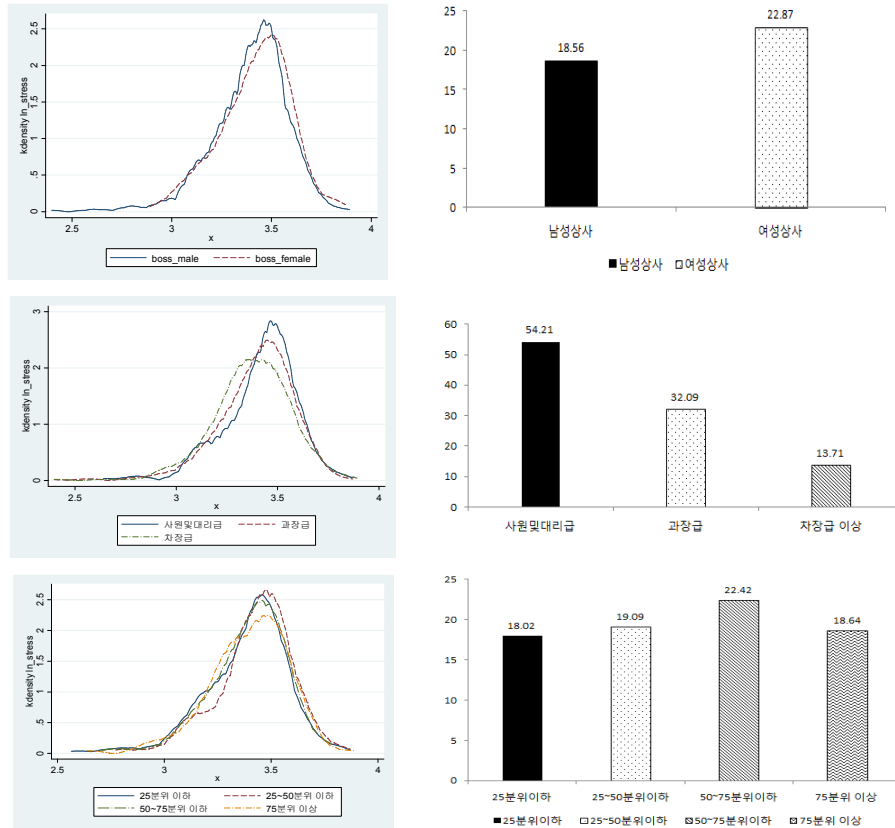 kdensity ln_stress
2.5
2
1.5
1
.5
0
2.5 3 3.5 4
x
boss_male boss_female
25
20
15
10
5
0
18.56
22.87
남성상사 여성상사
남성상사 여성상사
kdensity ln_stress
3
2
1
0
2.5 3 3.5 4
x
사원및대리급 과장급
차장급
60
50
40
30
20
10
0
54.21
32.09
13.71
사원및대리급 과장급 차장급 이상
kdensity ln_stress
2.5
2
1.5
1
.5
0
2.5 3 3.5 4
x
25분위 이하 25~50분위 이하
50~75분위 이하 75분위 이상
25
20
15
10
5
0
18.02
19.09
22.42
18.64
25분위이하 25~50분위이하 50~75분위이하 75분위 이상
25분위이하 25~50분위이하 50~75분위이하 75분위 이상